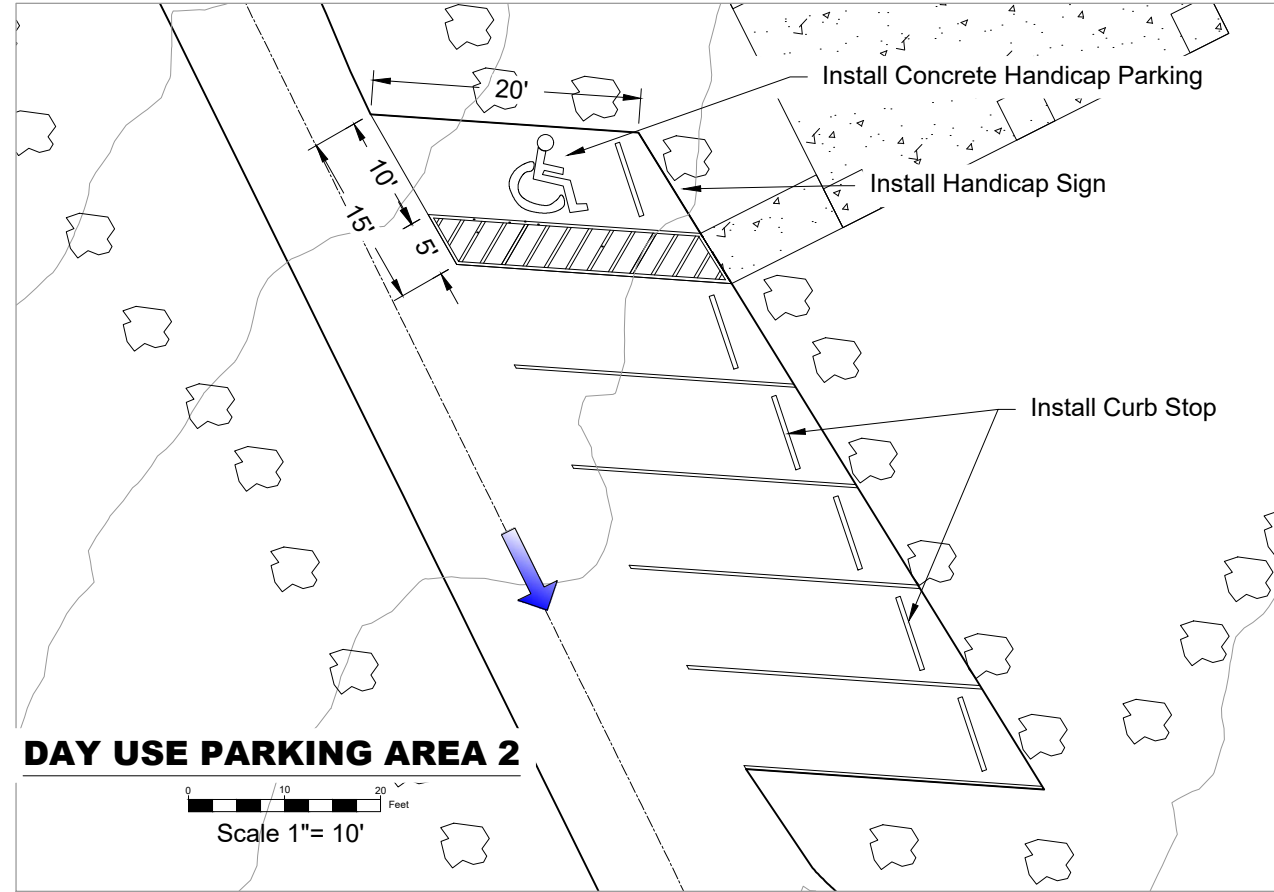 Install Concrete Handicap Parking
20'
10'
15'
5'
Install Handicap Sign
Install Curb Stop
DAY USE PARKING AREA 2
0 10 20
Feet
Scale 1"= 10'